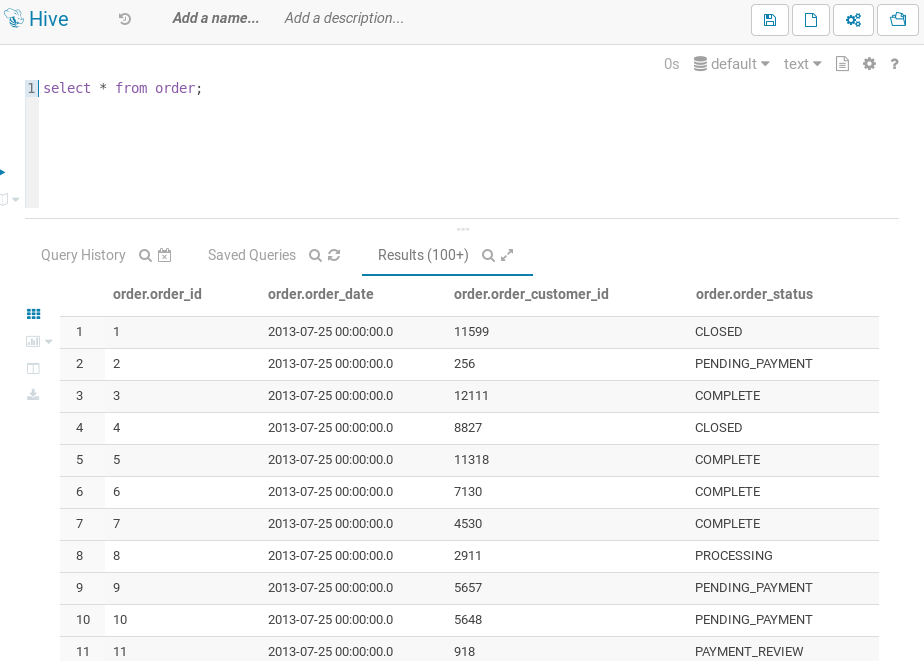 Hive Add a name... Add a description...
0s default text ?
1 select * from order;
Query History Saved Queries Results (100+)
order.order_id order.order_date order.order_customer_id order.order_status
1 1 2013-07-25 00:00:00.0 11599 CLOSED
2 2 2013-07-25 00:00:00.0 256 PENDING_PAYMENT
3 3 2013-07-25 00:00:00.0 12111 COMPLETE
4 4 2013-07-25 00:00:00.0 8827 CLOSED
5 5 2013-07-25 00:00:00.0 11318 COMPLETE
6 6 2013-07-25 00:00:00.0 7130 COMPLETE
7 7 2013-07-25 00:00:00.0 4530 COMPLETE
8 8 2013-07-25 00:00:00.0 2911 PROCESSING
9 9 2013-07-25 00:00:00.0 5657 PENDING_PAYMENT
10 10 2013-07-25 00:00:00.0 5648 PENDING_PAYMENT
11 11 2013-07-25 00:00:00.0 918 PAYMENT_REVIEW